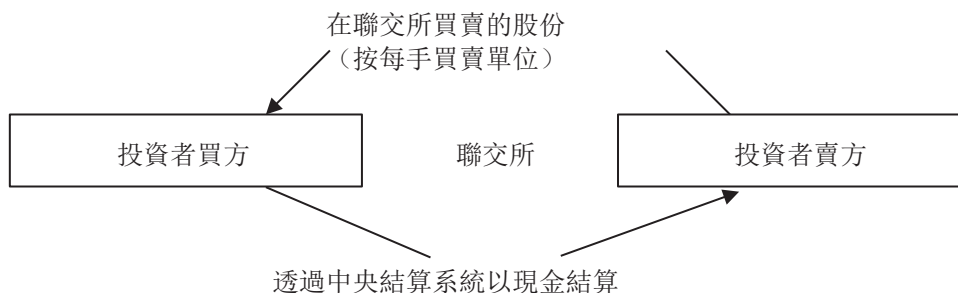 在聯交所買賣的股份
（按每手買賣單位）
投資者買方
聯交所
投資者賣方
透過中央結算系統以現金結算